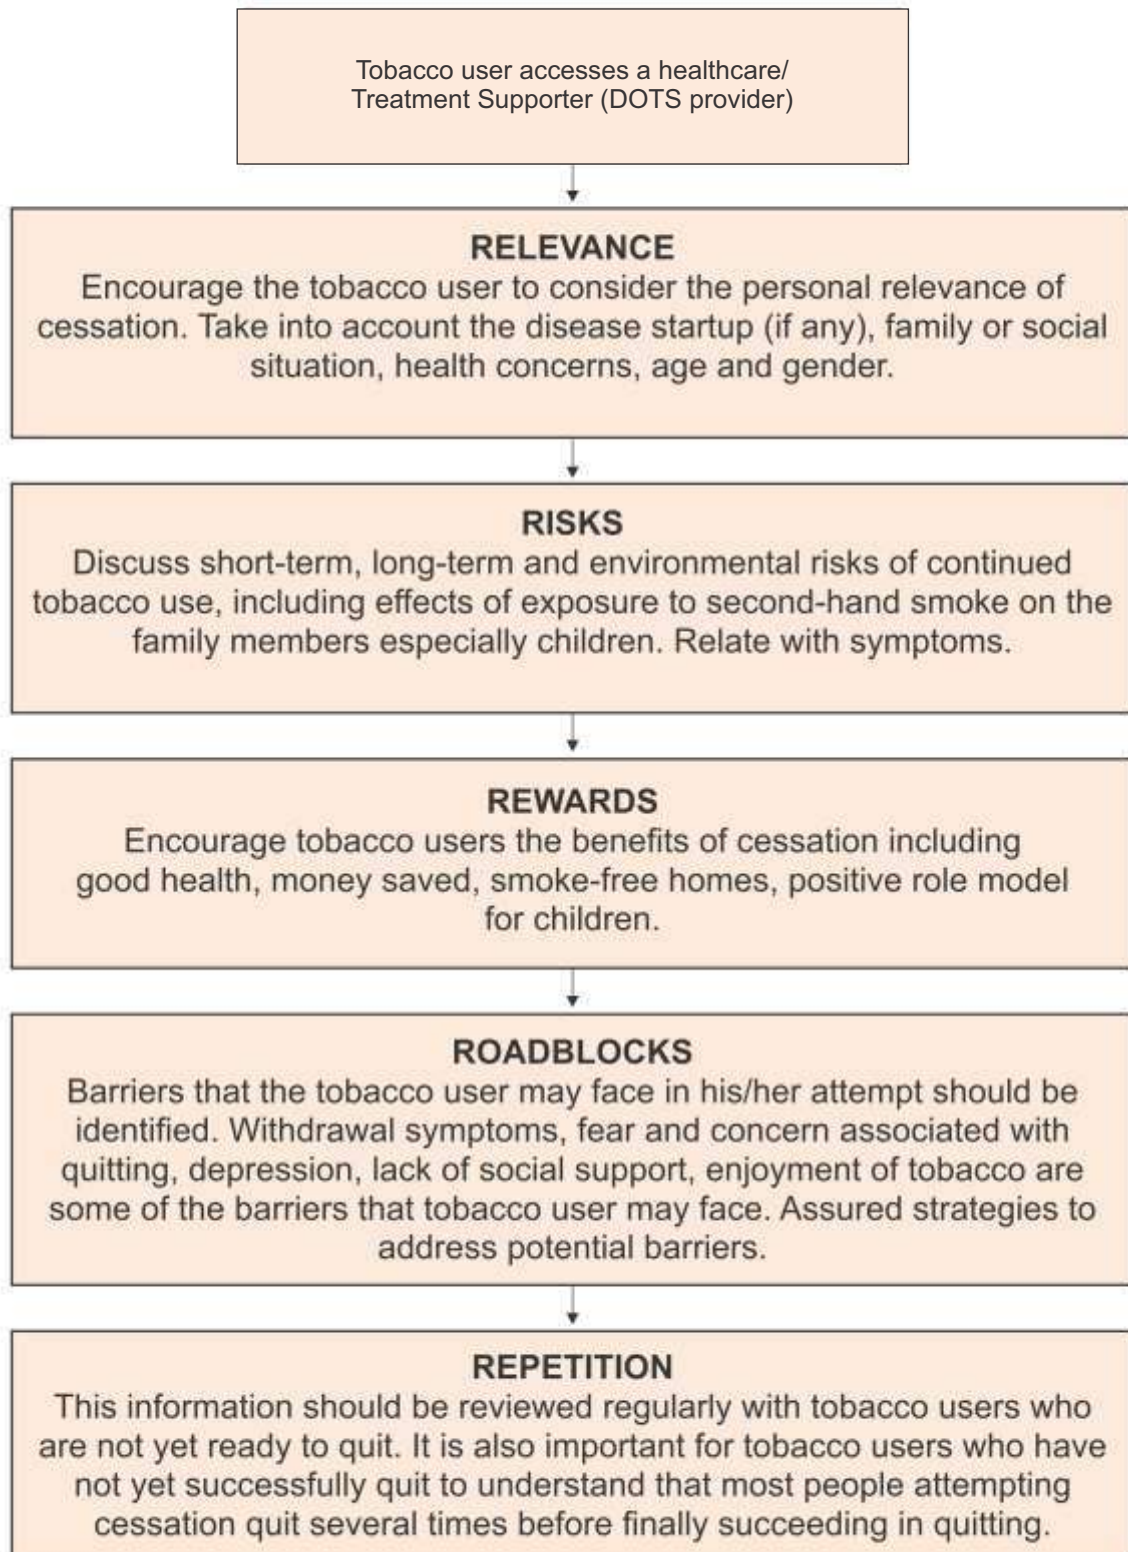 Tobacco user accesses a healthcare/
Treatment Supporter (DOTS provider)
RELEVANCE
Encourage the tobacco user to consider the personal relevance of
cessation. Take into account the disease startup (if any), family or social
situation, health concerns, age and gender.
RISKS
Discuss short-term, long-term and environmental risks of continued
tobacco use, including effects of exposure to second-hand smoke on the
family members especially children. Relate with symptoms.
REWARDS
Encourage tobacco users the benefits of cessation including
good health, money saved, smoke-free homes, positive role model
for children.
ROADBLOCKS
Barriers that the tobacco user may face in his/her attempt should be
identified. Withdrawal symptoms, fear and concern associated with
quitting, depression, lack of social support, enjoyment of tobacco are
some of the barriers that tobacco user may face. Assured strategies to
address potential barriers.
REPETITION
This information should be reviewed regularly with tobacco users who
are not yet ready to quit. It is also important for tobacco users who have
not yet successfully quit to understand that most people attempting
cessation quit several times before finally succeeding in quitting.